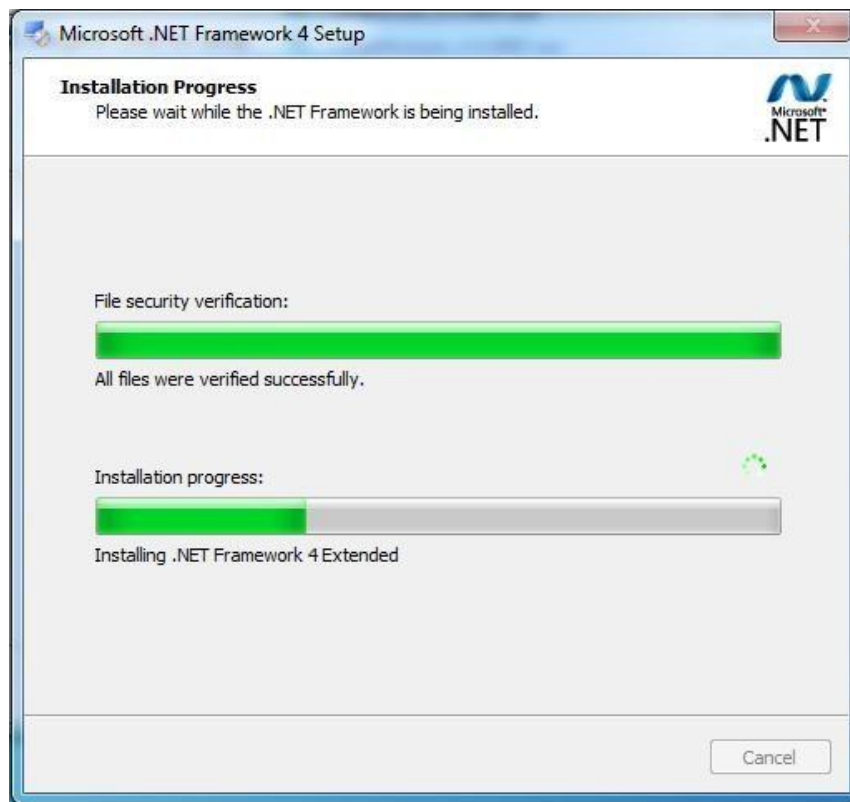 Microsoft .NET Framework 4 Setup
Installation Progress
Please wait while the .NET Framework is being installed.
Microsoft®
.NET
File security verification:
All files were verified successfully.
Installation progress:
Installing .NET Framework 4 Extended
Cancel